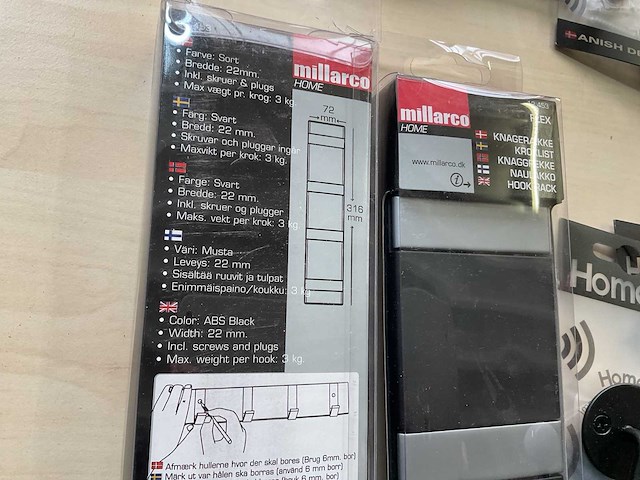 • Farve: Sort
• Bredde: 22mm.
• Inkl. skruer & plugs
• Max vægt pr. krog: 3 kg.
• Färg: Svart
• Bredd: 22 mm.
• Skruvar och pluggar ingår
• Maxvikt per krok: 3 kg.
• Farge: Svart
• Bredde: 22 mm.
• Inkl. skruer og plugger
• Maks. vekt per krok: 3 kg.
• Väri: Musta
• Leveys: 22 mm
• Sisältää ruuvit ja tulpat
• Enimmäispaino/koukku: 3 kg
• Color: ABS Black
• Width: 22 mm.
• Incl. screws and plugs
• Max. weight per hook: 3 kg.
Afmærk hullerne hvor der skal bores (Brug 6mm. bor)
Märk ut var hålen ska borras (använd 6 mm borr)
millarco
HOME
72
mm
316
mm
millarco
HOME
www.millarco.dk
i
KNAGERÆKKE
KROKLIST
KNAGGREKKE
NAULAKKO
HOOK RACK
ANISH DE
Home
Home